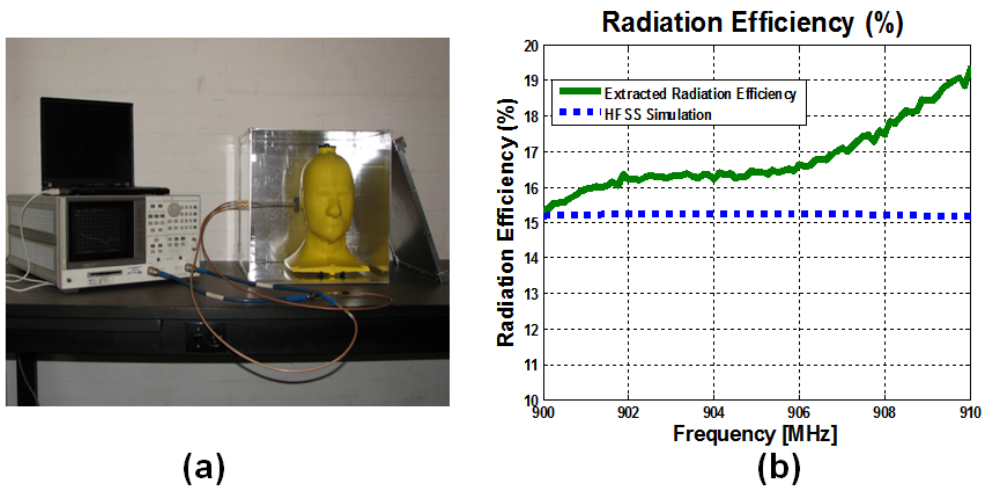 Radiation Efficiency (%)
20
19
18
17
16
15
14
13
12
11
10
Radiation Efficiency (%)
Extracted Radiation Efficiency
HFSS Simulation
900
902
904
906
908
910
Frequency [MHz]
(a)
(b)